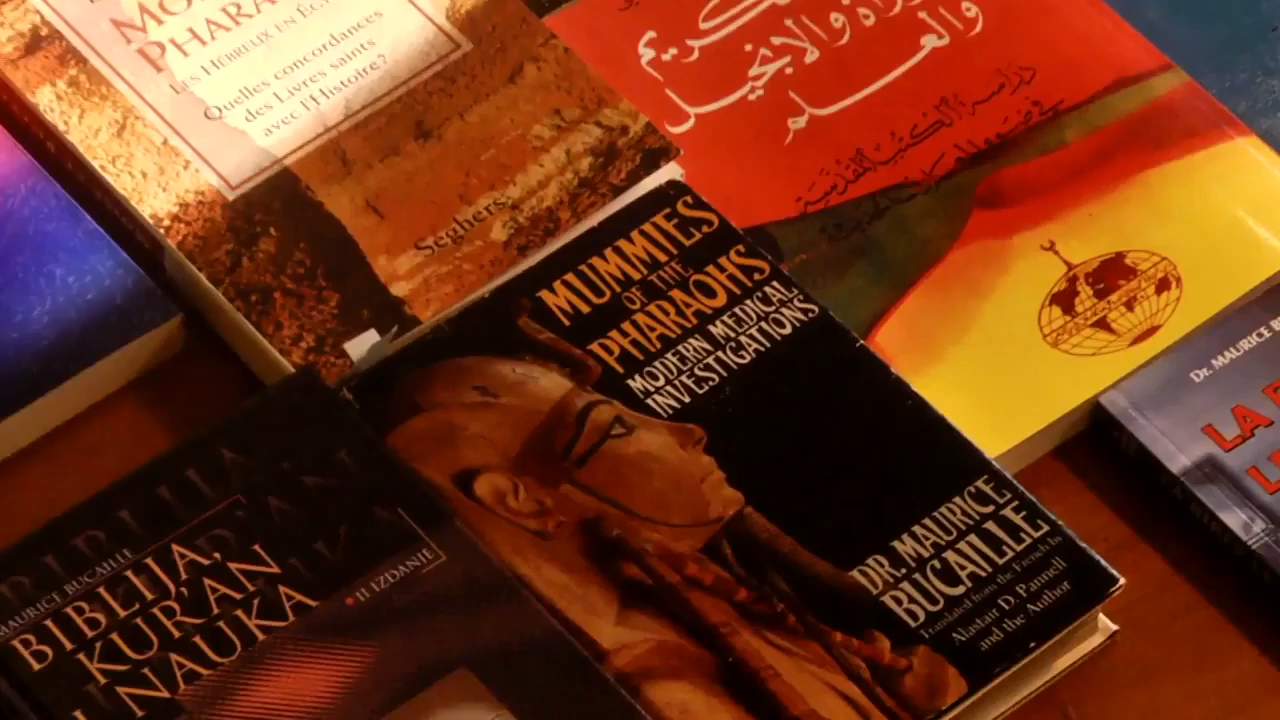 PHARA
LES HÉBREUX EN ÉG
Quelles concordances
des Livres saints
avec l'Histoire?
Seghers
والإنجيل
والعلم
دراسة الكتب المقدسة
MUMMIES
OF THE
PHARAOHS
MODERN MEDICAL
INVESTIGATIONS
DR. MAURICE
BUCAILLE
Translated from the French by
Alastair D. Pannell
and the Author
MAURICE BUCAILLE
BIBLIJA,
KUR'AN
I NAUKA
• II IZDANJE
Dr. MAURICE
LA